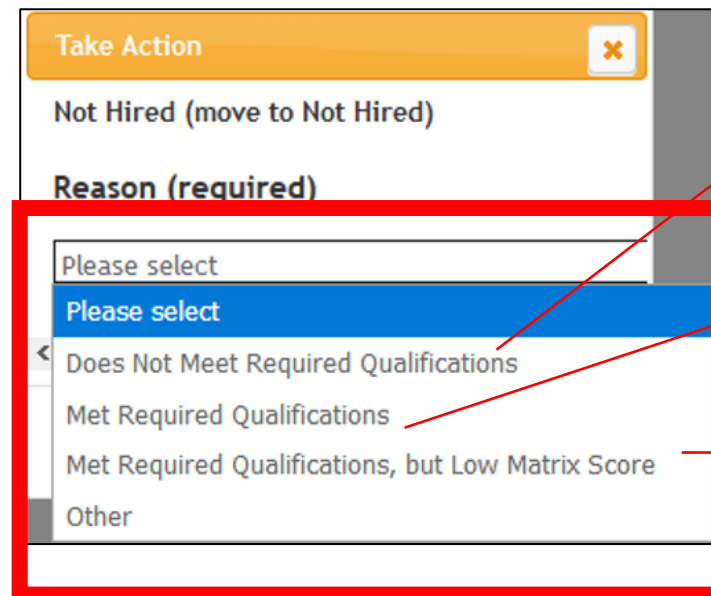 Take Action
Not Hired (move to Not Hired)
Reason (required)
Please select
Please select
Does Not Meet Required Qualifications
Met Required Qualifications
Met Required Qualifications, but Low Matrix Score
Other